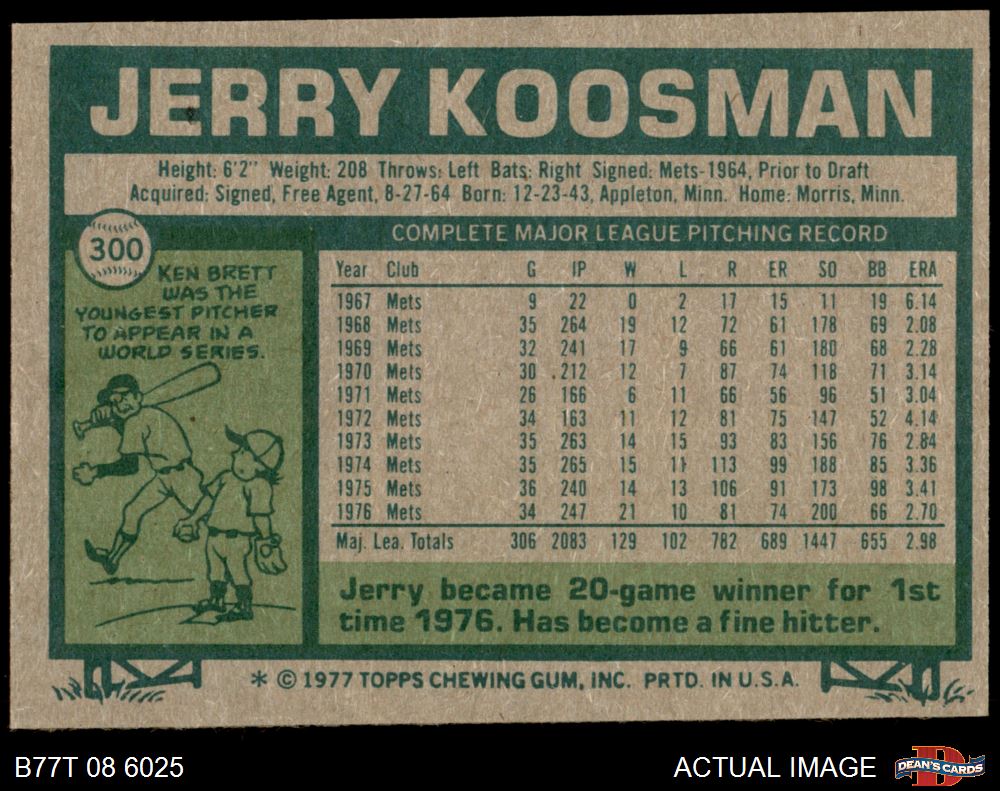 JERRY KOOSMAN
Height: 6'2" Weight: 208 Throws: Left Bats: Right Signed: Mets-1964, Prior to Draft
Acquired: Signed, Free Agent, 8-27-64 Born: 12-23-43, Appleton, Minn. Home: Morris, Minn.
300
KEN BRETT
WAS THE
YOUNGEST PITCHER
TO APPEAR IN A
WORLD SERIES.
COMPLETE MAJOR LEAGUE PITCHING RECORD
Year Club G IP W L R ER SO BB ERA
1967 Mets 9 22 0 2 17 15 11 19 6.14
1968 Mets 35 264 19 12 72 61 178 69 2.08
1969 Mets 32 241 17 9 66 61 180 68 2.28
1970 Mets 30 212 12 7 87 74 118 71 3.14
1971 Mets 26 166 6 11 66 56 96 51 3.04
1972 Mets 34 163 11 12 81 75 147 52 4.14
1973 Mets 35 263 14 15 93 83 156 76 2.84
1974 Mets 35 265 15 11 113 99 188 85 3.36
1975 Mets 36 240 14 13 106 91 173 98 3.41
1976 Mets 34 247 21 10 81 74 200 66 2.70
Maj. Lea. Totals 306 2083 129 102 782 689 1447 655 2.98
Jerry became 20-game winner for 1st
time 1976. Has become a fine hitter.
* © 1977 TOPPS CHEWING GUM, INC. PRTD. IN U.S.A.
B77T 08 6025
ACTUAL IMAGE
DEAN'S CARDS